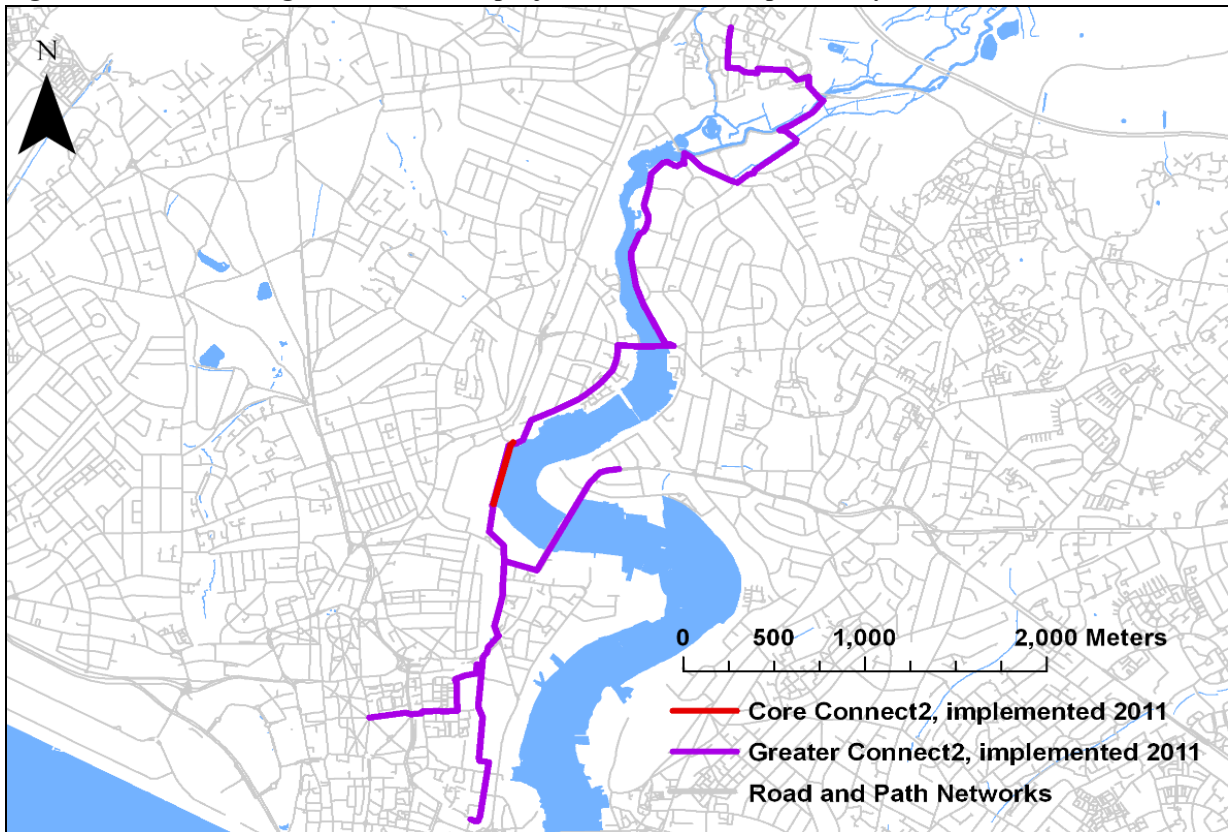 N
0 500 1,000 2,000 Meters
Core Connect2, implemented 2011
Greater Connect2, implemented 2011
Road and Path Networks